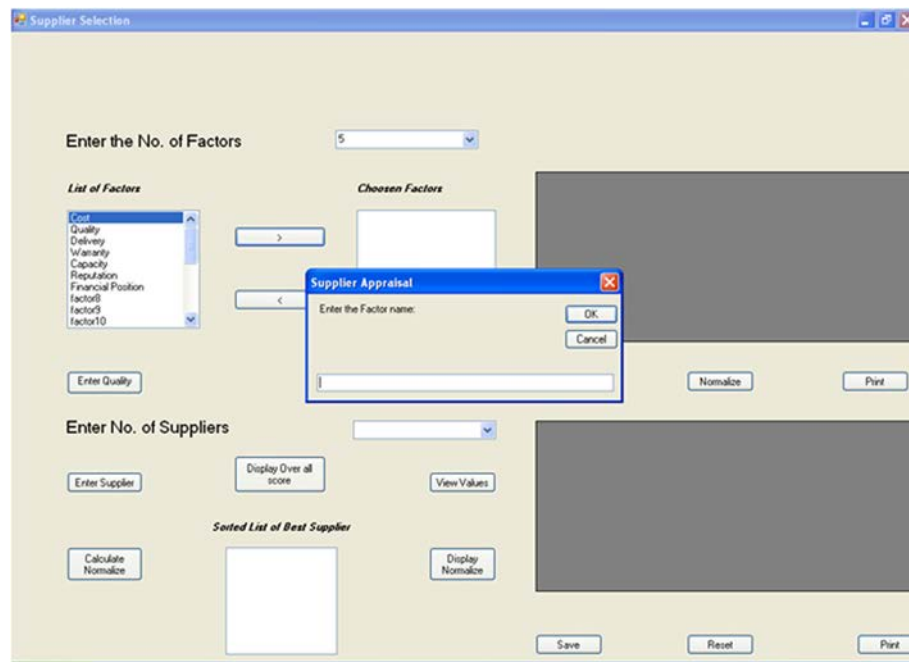 Supplier Selection
Enter the No. of Factors
5
List of Factors
Choosen Factors
Cost
Quality
Delivery
Warranty
Capacity
Reputation
Financial Position
factor8
factor9
factor10
>
<
Supplier Appraisal
Enter the Factor name:
OK
Cancel
Enter Quality
Normalize
Print
Enter No. of Suppliers
Enter Supplier
Display Over all
score
View Values
Sorted List of Best Supplier
Calculate
Normalize
Display
Normalize
Save
Reset
Print